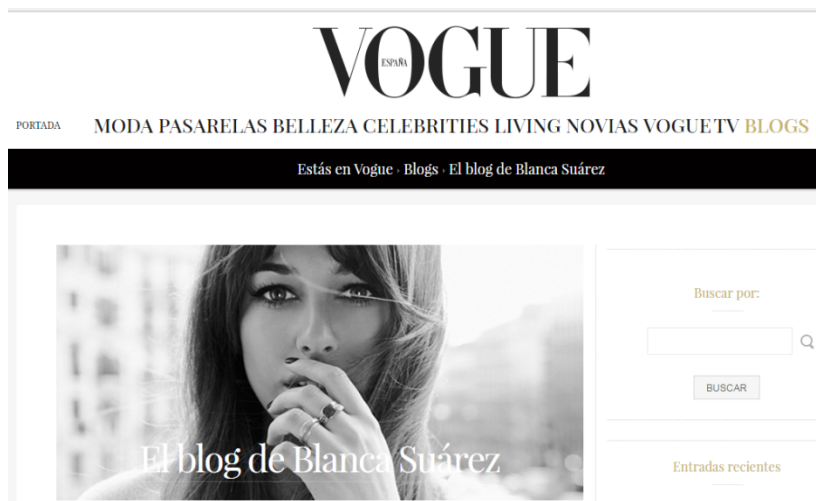 VOGUE
ESPAÑA
PORTADA MODA PASARELAS BELLEZA CELEBRITIES LIVING NOVIAS VOGUE TV BLOGS
Estás en Vogue › Blogs › El blog de Blanca Suárez
El blog de Blanca Suárez
Buscar por:
BUSCAR
Entradas recientes